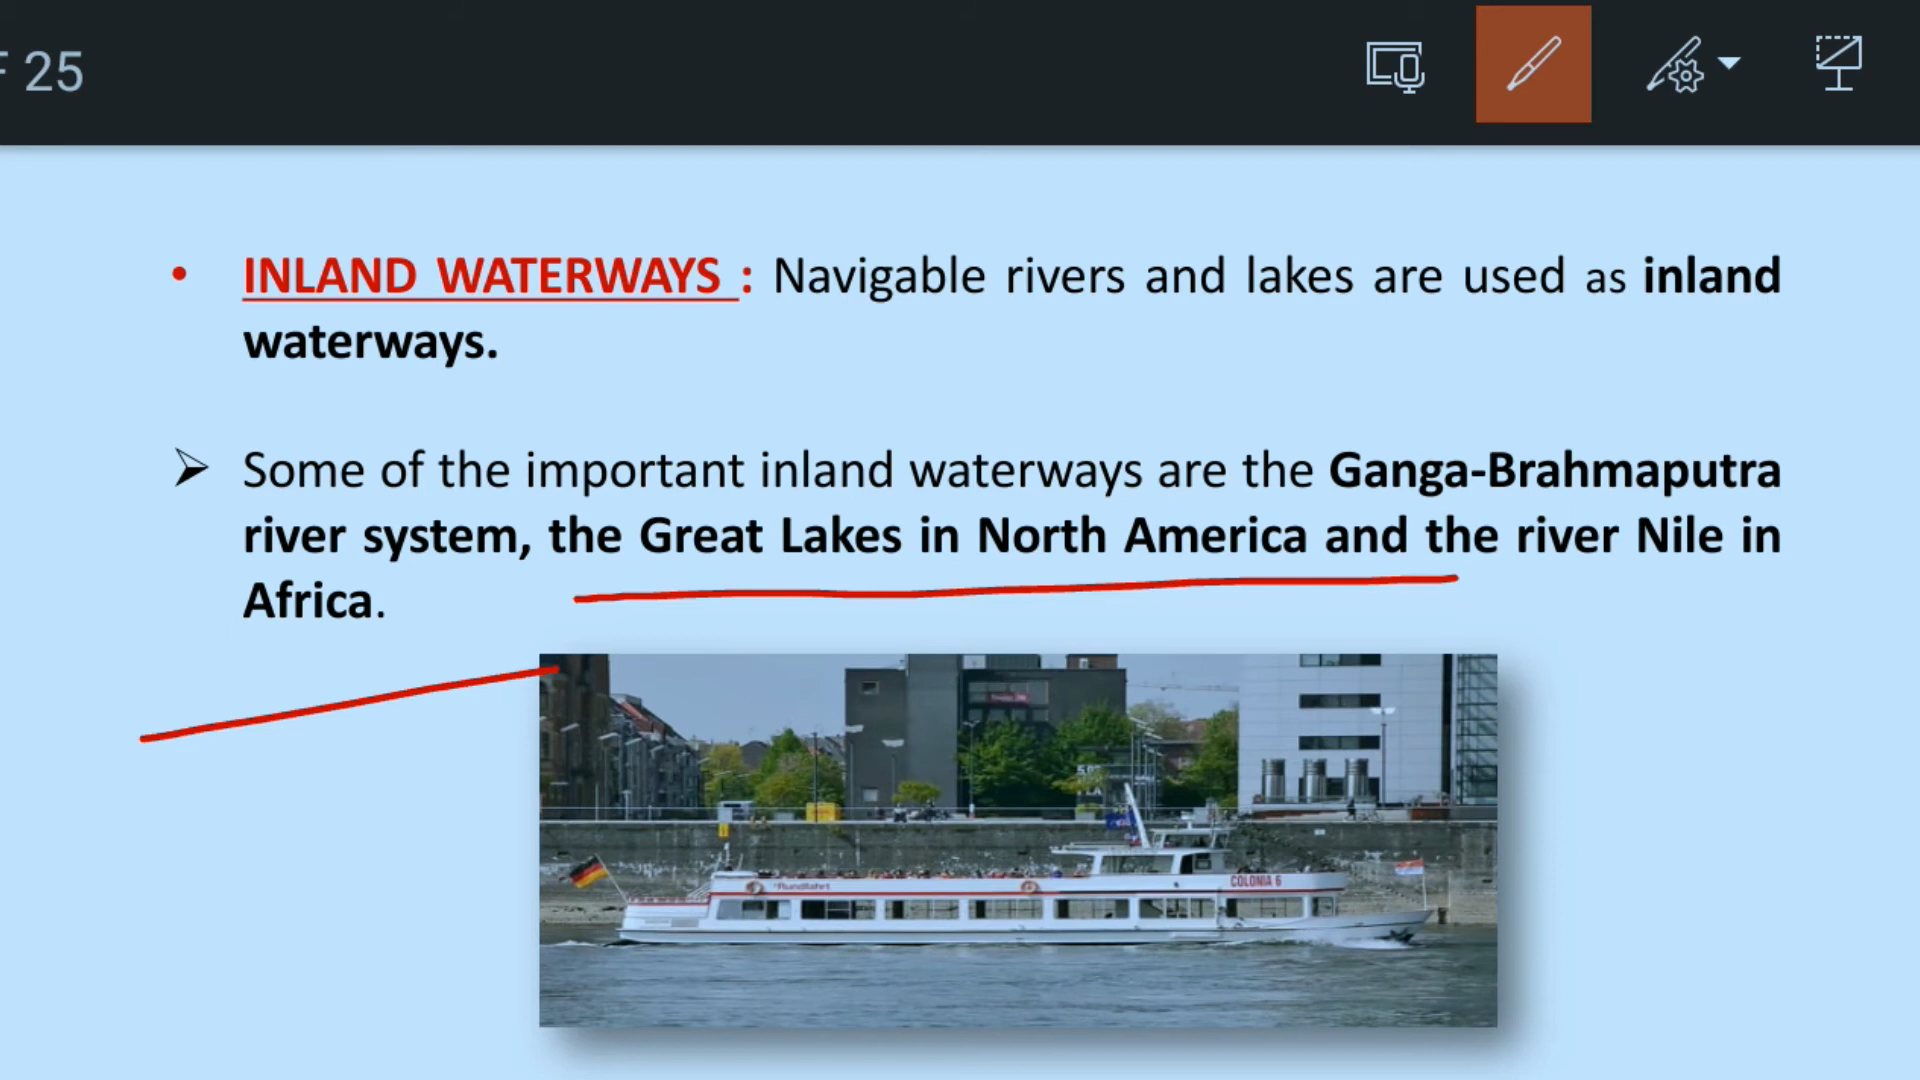 F 25
• INLAND WATERWAYS : Navigable rivers and lakes are used as inland
waterways.
➢ Some of the important inland waterways are the Ganga-Brahmaputra
river system, the Great Lakes in North America and the river Nile in
Africa.
Rundfahrt
COLONIA 6